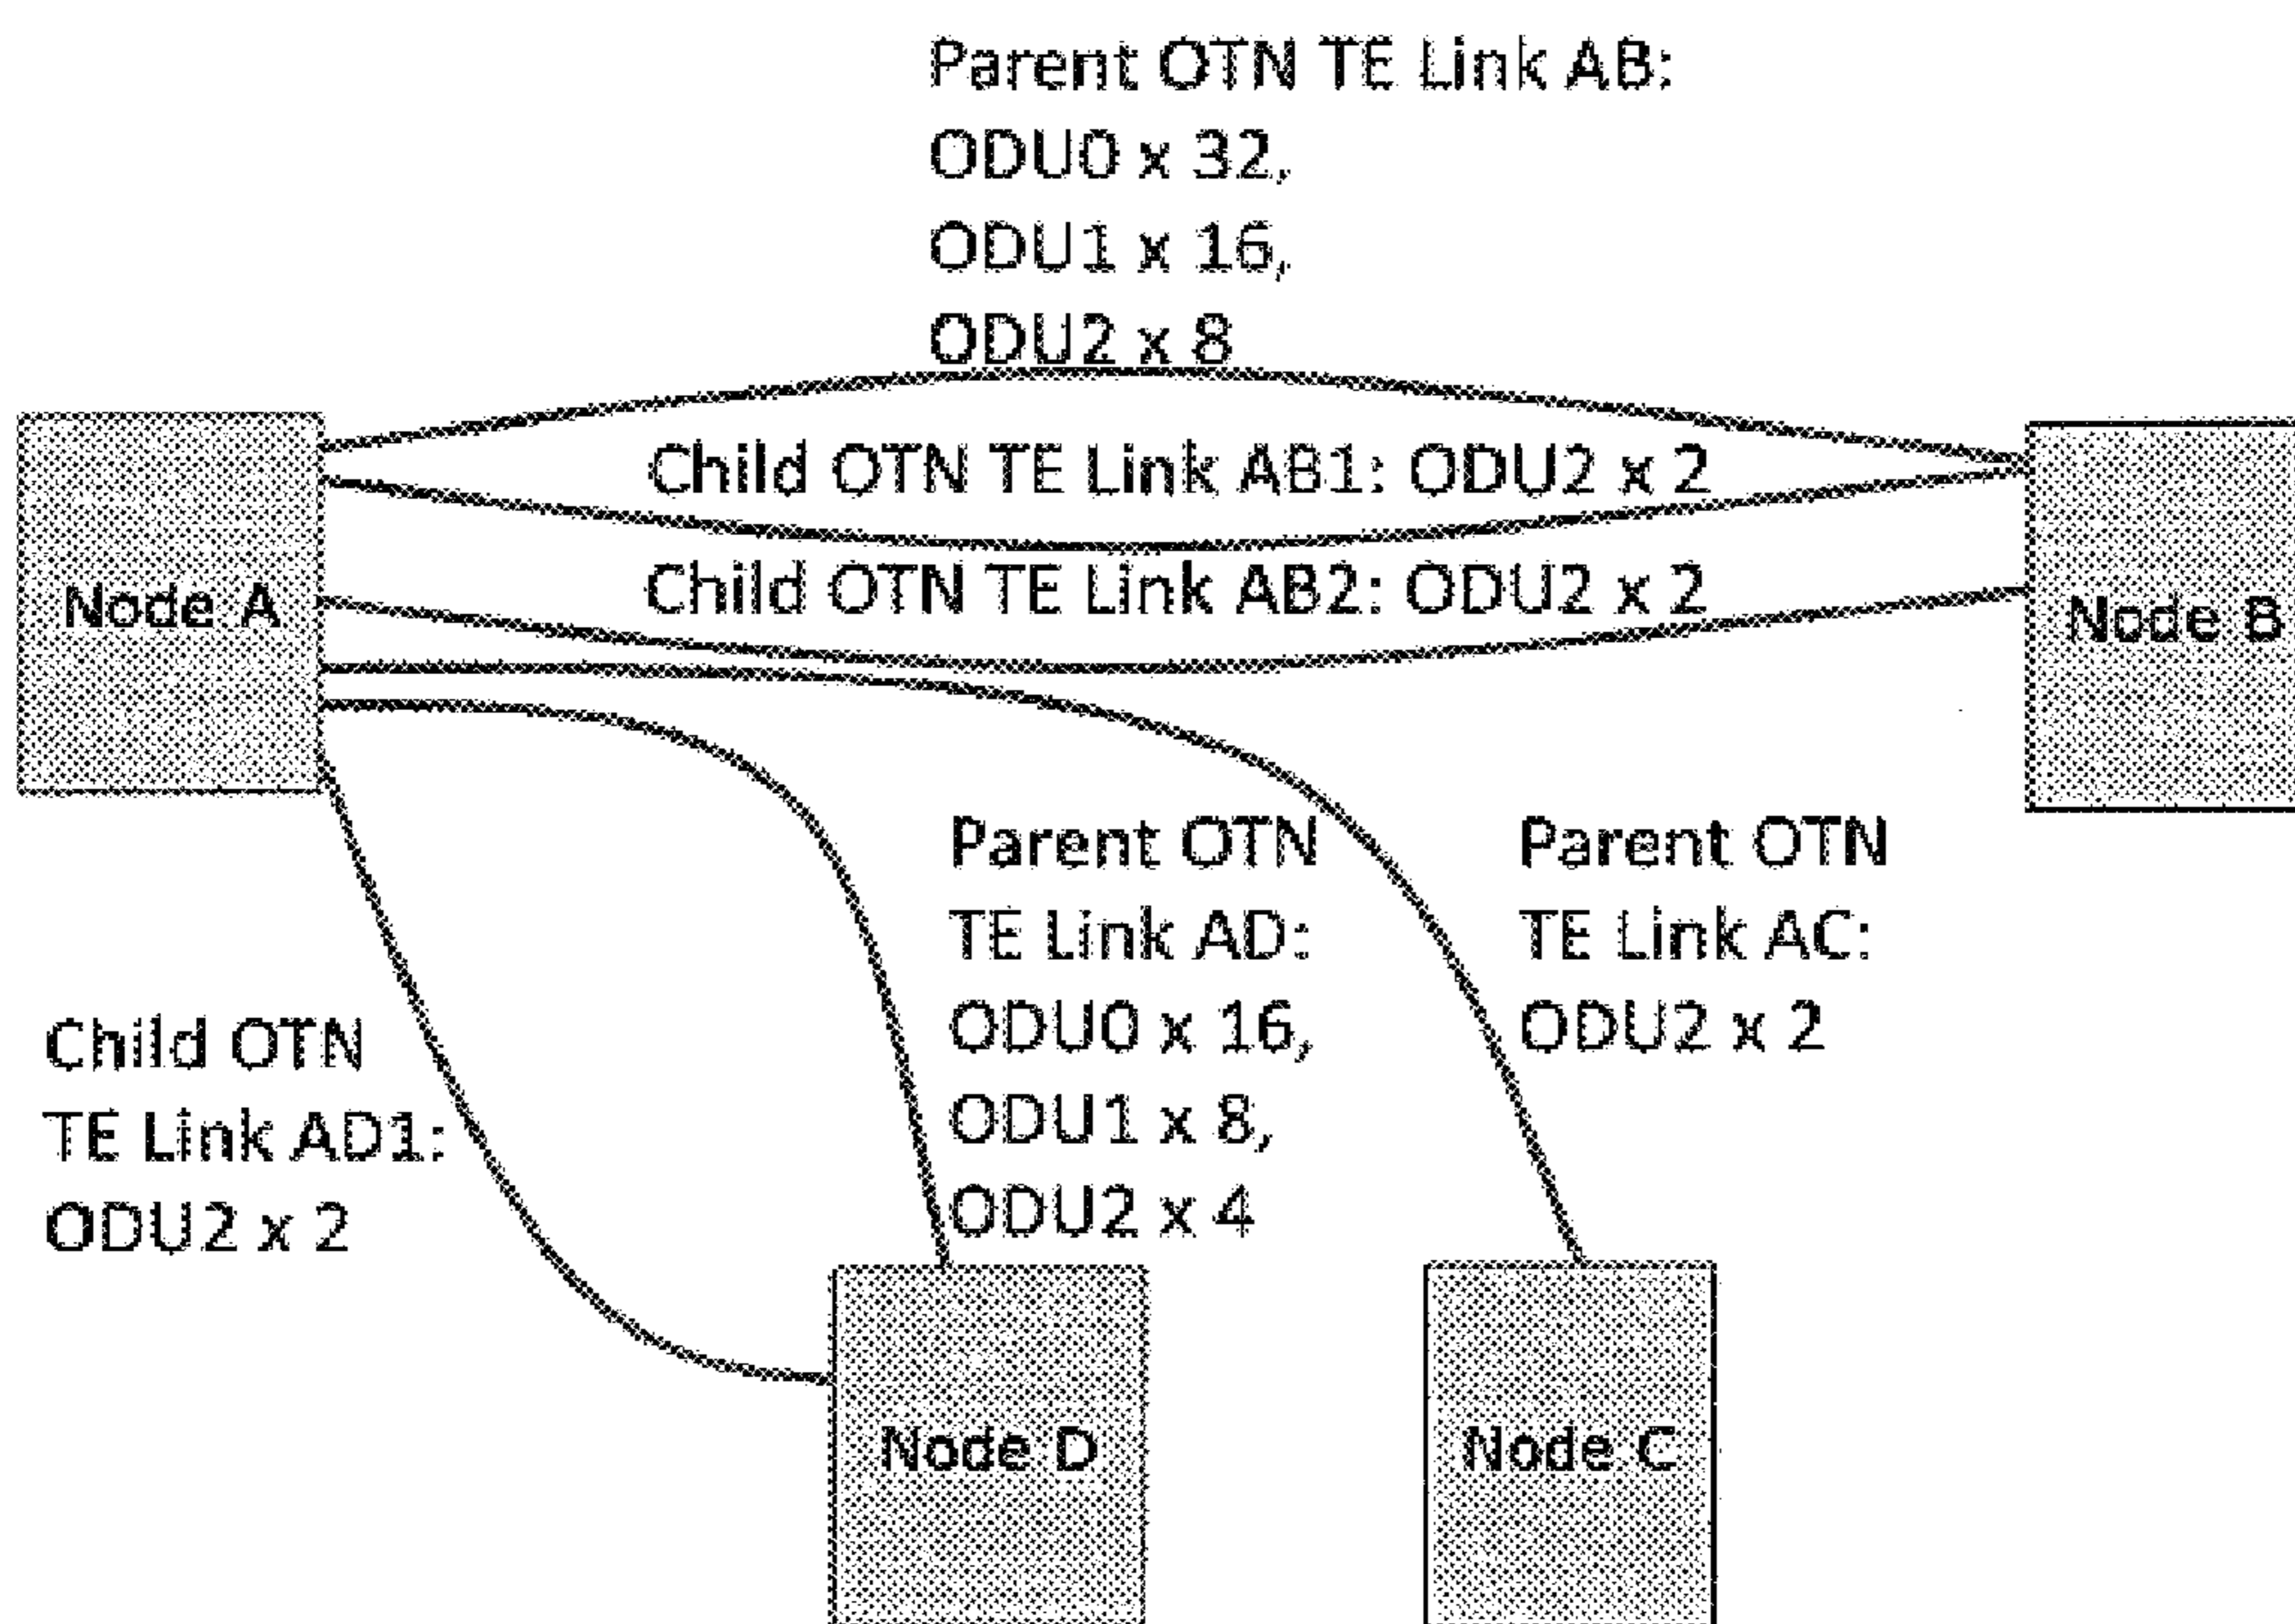 Parent OTN TE Link AB:
ODU0 x 32,
ODU1 x 16,
ODU2 x 8
Child OTN TE Link AB1: ODU2 x 2
Child OTN TE Link AB2: ODU2 x 2
Node A
Node B
Parent OTN
TE Link AD:
ODU0 x 16,
ODU1 x 8,
ODU2 x 4
Parent OTN
TE Link AC:
ODU2 x 2
Child OTN
TE Link AD1:
ODU2 x 2
Node D
Node C